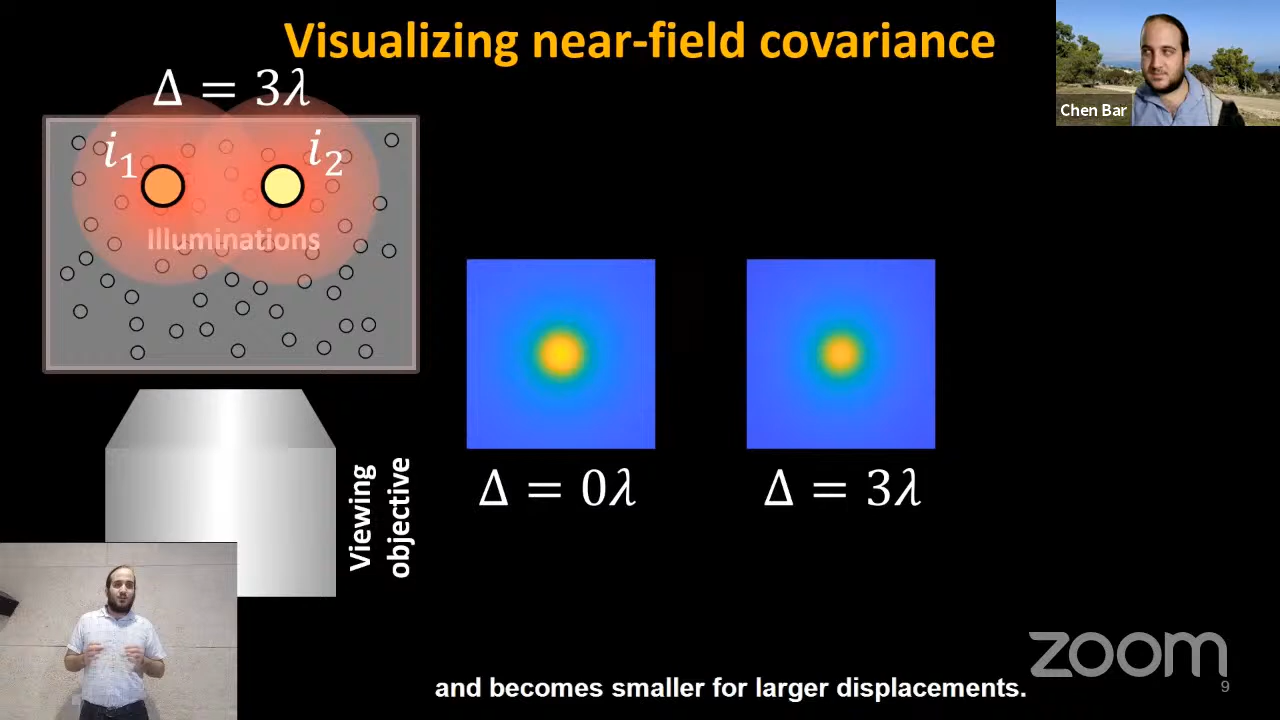 Visualizing near-field covariance
Δ = 3λ
i₁
i₂
Illuminations
Chen Bar
Δ = 0λ
Δ = 3λ
Viewing
objective
zoom
9
and becomes smaller for larger displacements.